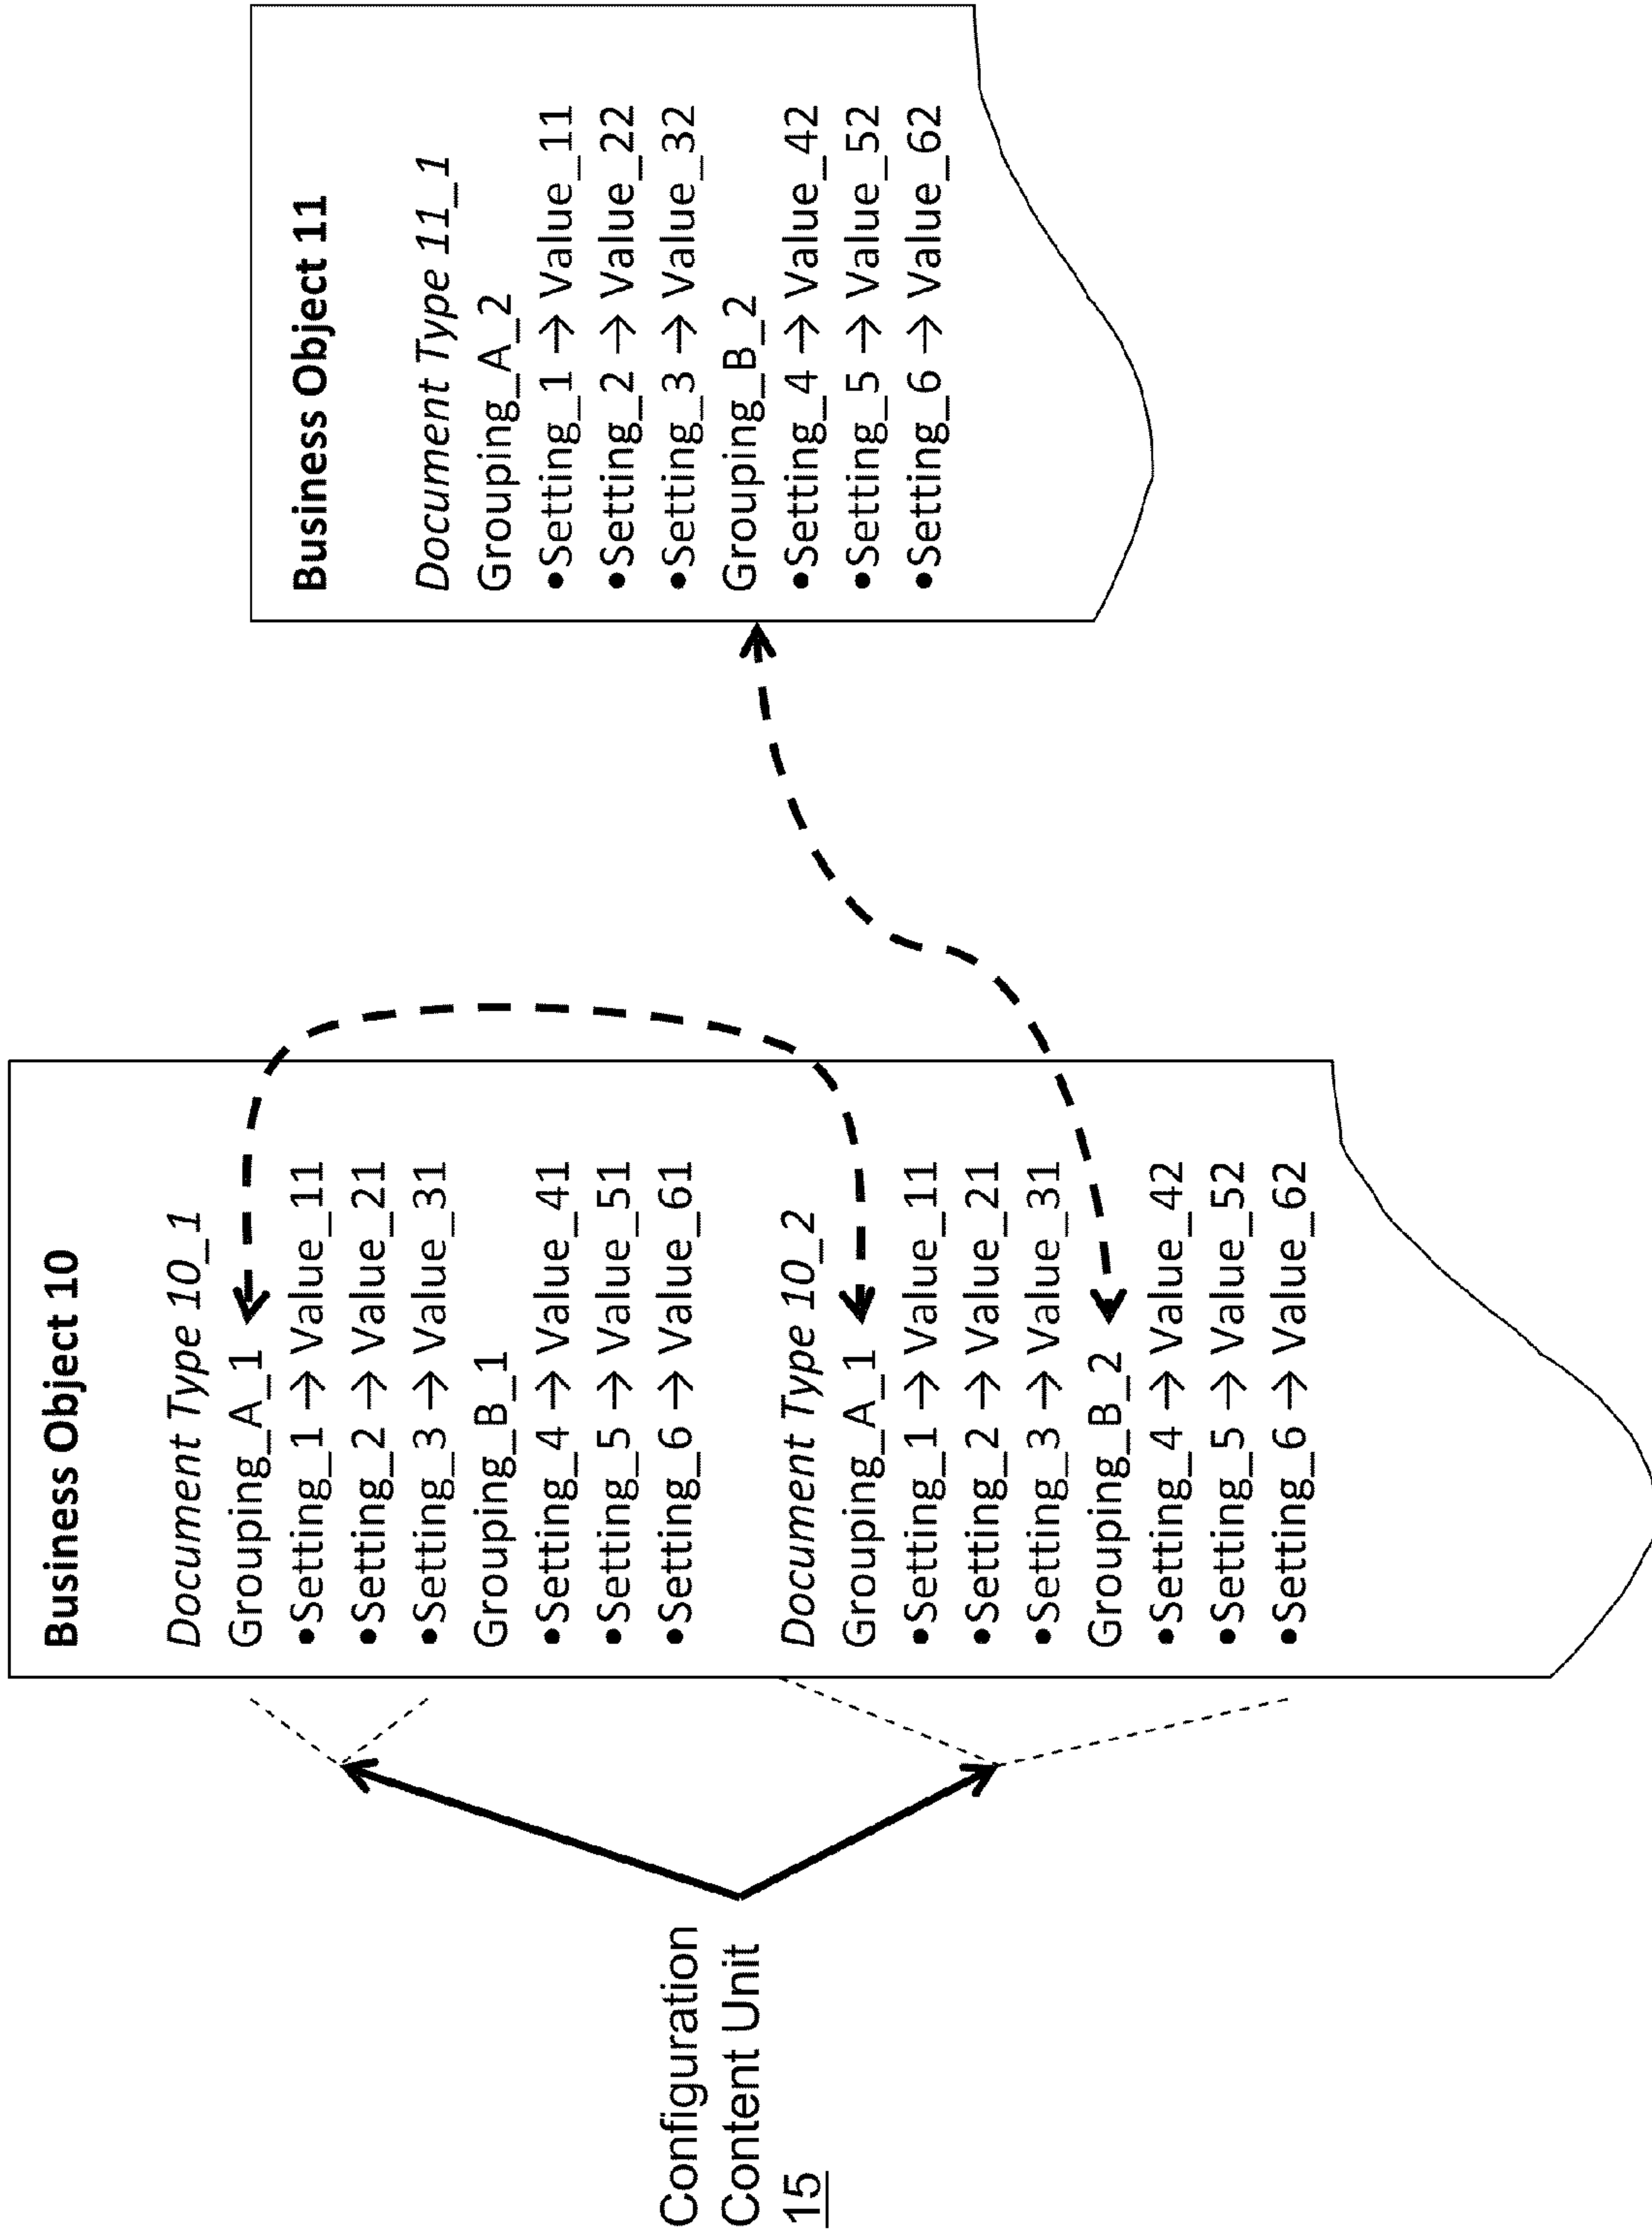 Business Object 10
Document Type 10_1
Grouping_A_1
•Setting_1 → Value_11
•Setting_2 → Value_21
•Setting_3 → Value_31
Grouping_B_1
•Setting_4 → Value_41
•Setting_5 → Value_51
•Setting_6 → Value_61
Document Type 10_2
Grouping_A_1
•Setting_1 → Value_11
•Setting_2 → Value_21
•Setting_3 → Value_31
Grouping_B_2
•Setting_4 → Value_42
•Setting_5 → Value_52
•Setting_6 → Value_62
Business Object 11
Document Type 11_1
Grouping_A_2
•Setting_1 → Value_11
•Setting_2 → Value_22
•Setting_3 → Value_32
Grouping_B_2
•Setting_4 → Value_42
•Setting_5 → Value_52
•Setting_6 → Value_62
Configuration
Content Unit
15